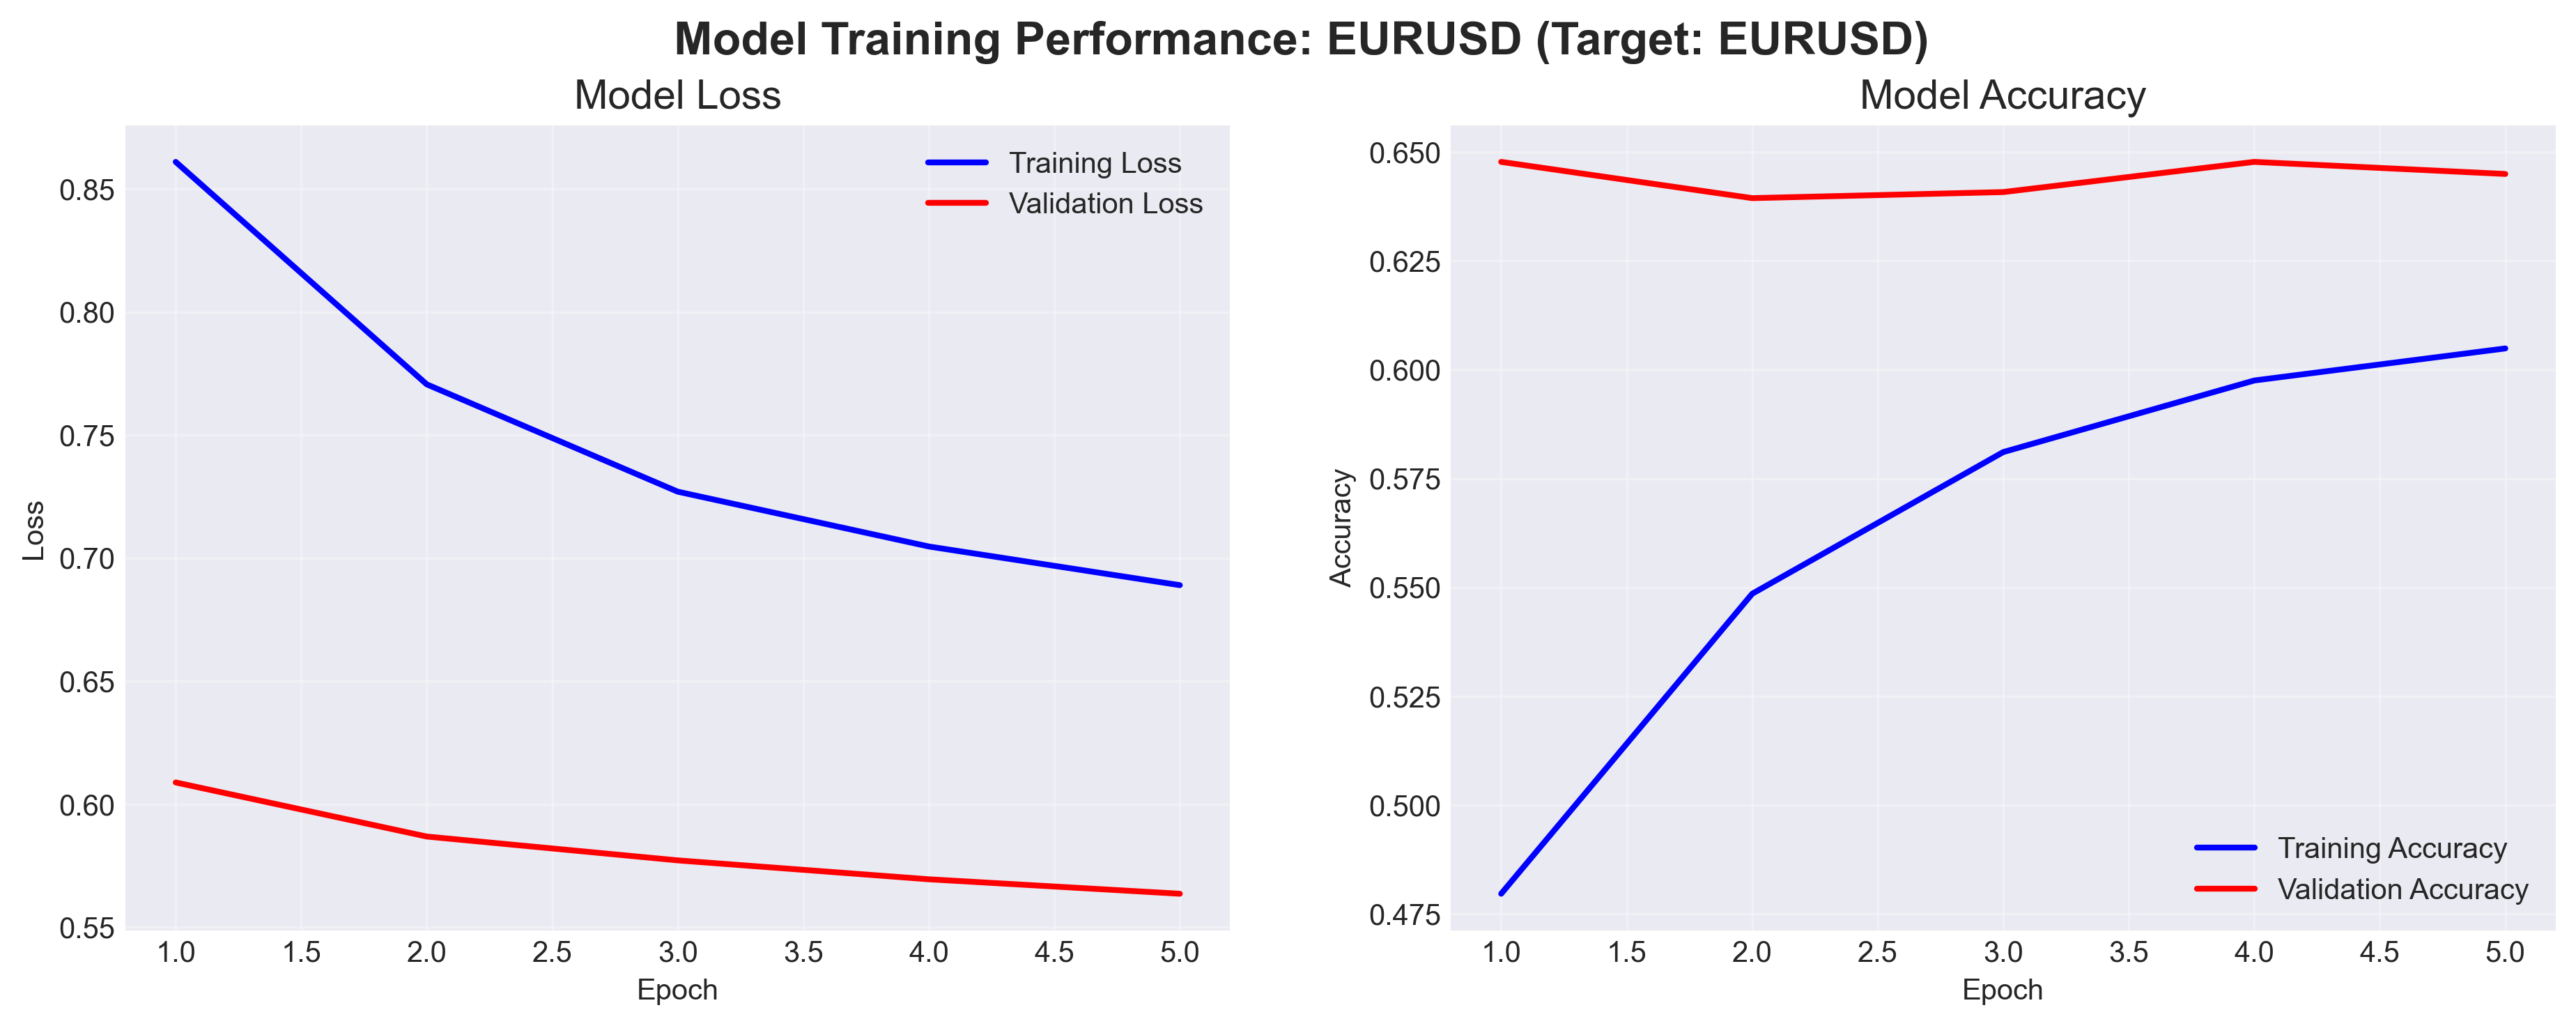 Model Training Performance: EURUSD (Target: EURUSD)
Model Loss
Training Loss
Validation Loss
0.85
0.80
0.75
0.70
0.65
0.60
0.55
Loss
1.0 1.5 2.0 2.5 3.0 3.5 4.0 4.5 5.0
Epoch
Model Accuracy
0.650
0.625
0.600
0.575
0.550
0.525
0.500
0.475
Accuracy
Training Accuracy
Validation Accuracy
1.0 1.5 2.0 2.5 3.0 3.5 4.0 4.5 5.0
Epoch